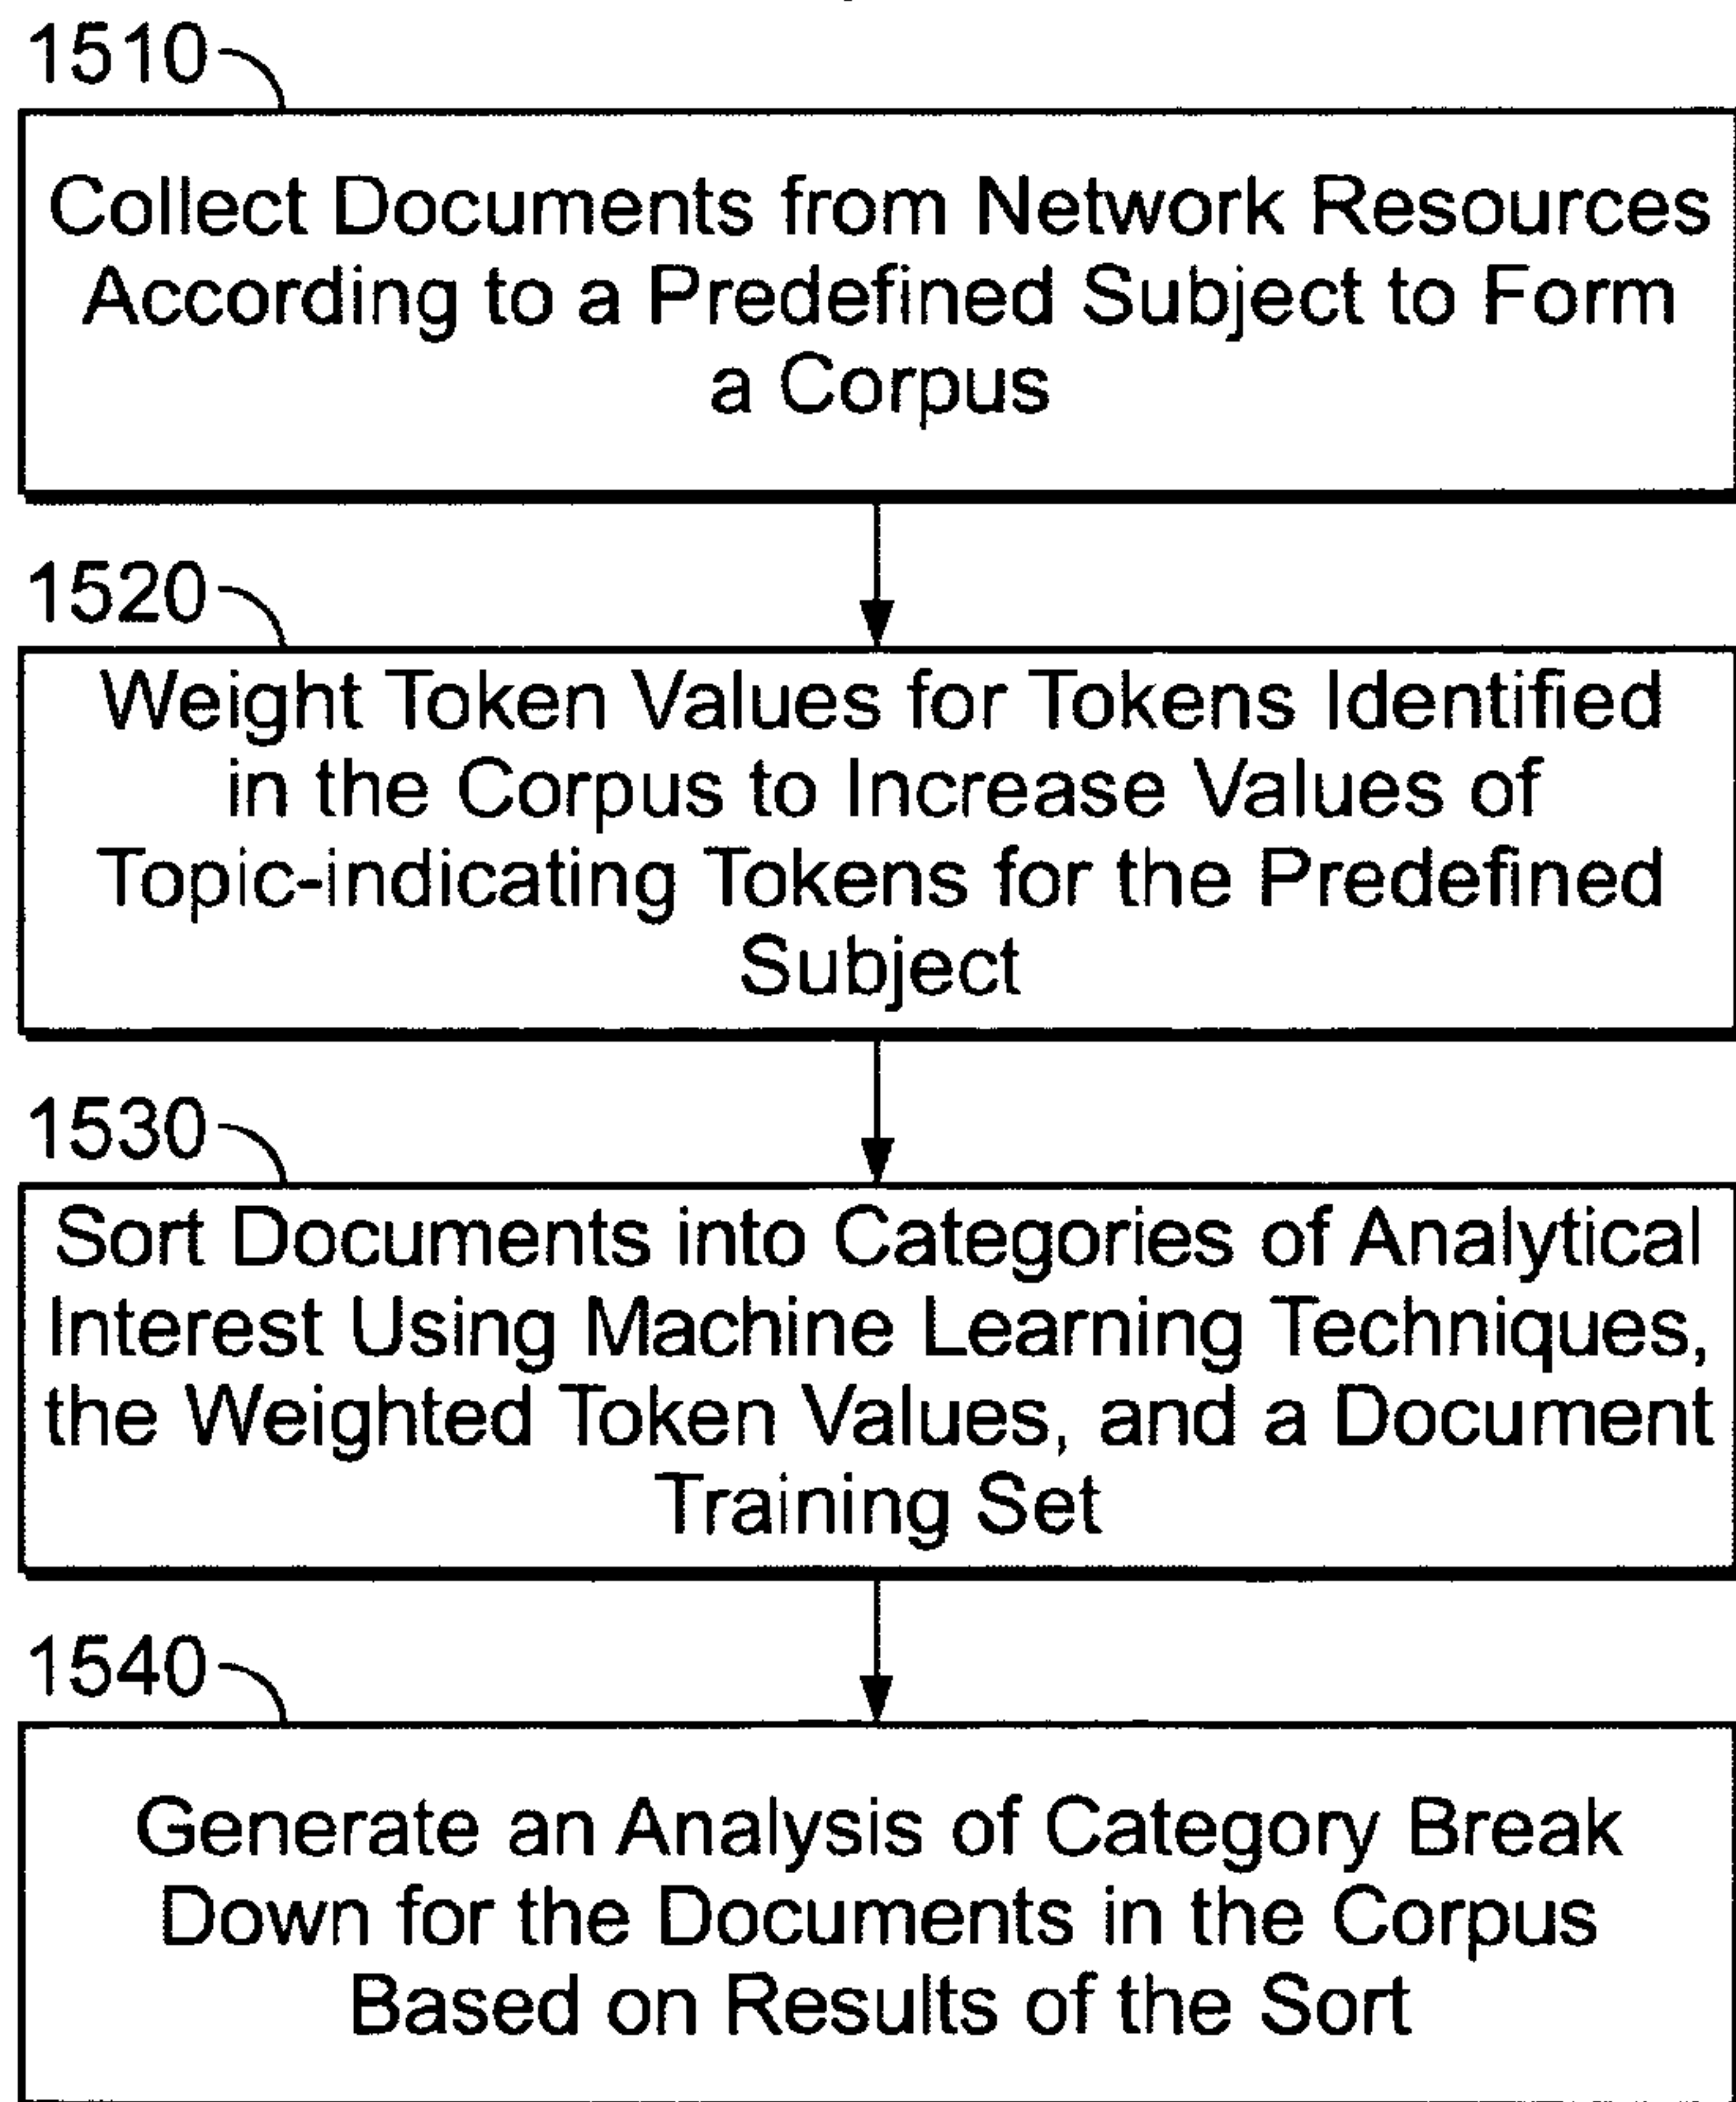 1510
Collect Documents from Network Resources
According to a Predefined Subject to Form
a Corpus
1520
Weight Token Values for Tokens Identified
in the Corpus to Increase Values of
Topic-indicating Tokens for the Predefined
Subject
1530
Sort Documents into Categories of Analytical
Interest Using Machine Learning Techniques,
the Weighted Token Values, and a Document
Training Set
1540
Generate an Analysis of Category Break
Down for the Documents in the Corpus
Based on Results of the Sort